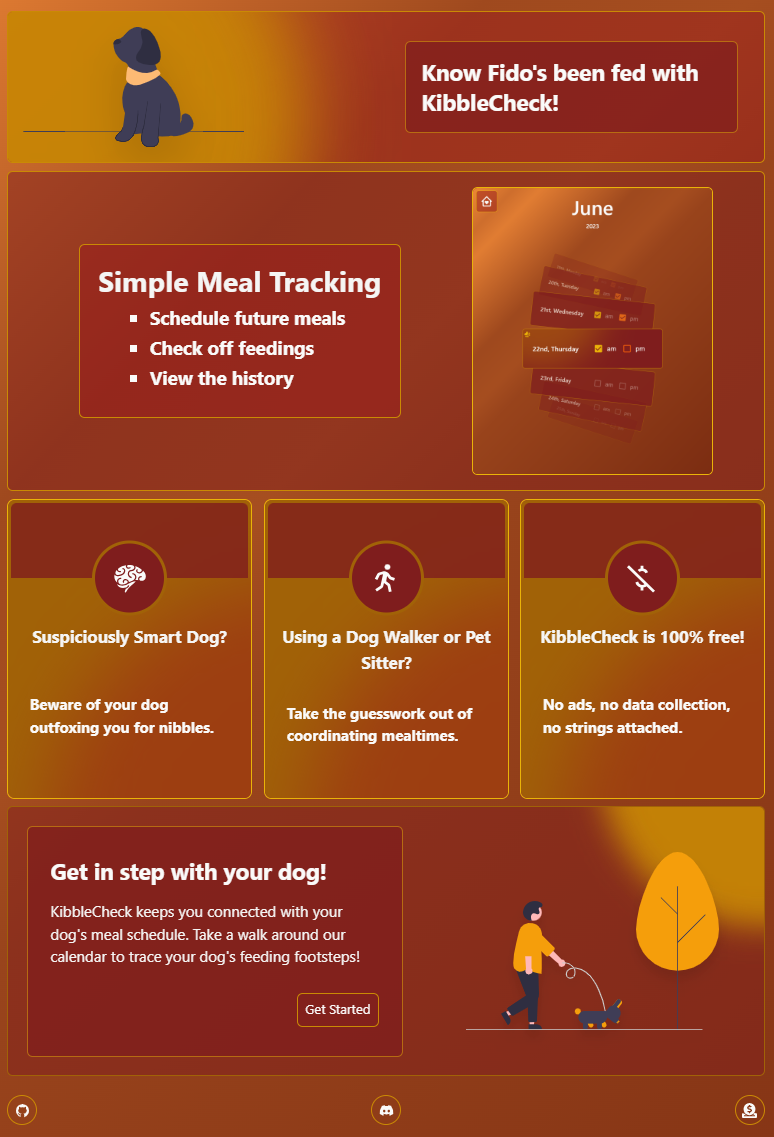 Know Fido's been fed with
KibbleCheck!
Simple Meal Tracking
Schedule future meals
Check off feedings
View the history
June
2023
20th, Tuesday am pm
21st, Wednesday am pm
22nd, Thursday am pm
23rd, Friday am pm
24th, Saturday am pm
Suspiciously Smart Dog?
Beware of your dog
outfoxing you for nibbles.
Using a Dog Walker or Pet
Sitter?
Take the guesswork out of
coordinating mealtimes.
KibbleCheck is 100% free!
No ads, no data collection,
no strings attached.
Get in step with your dog!
KibbleCheck keeps you connected with your
dog's meal schedule. Take a walk around our
calendar to trace your dog's feeding footsteps!
Get Started